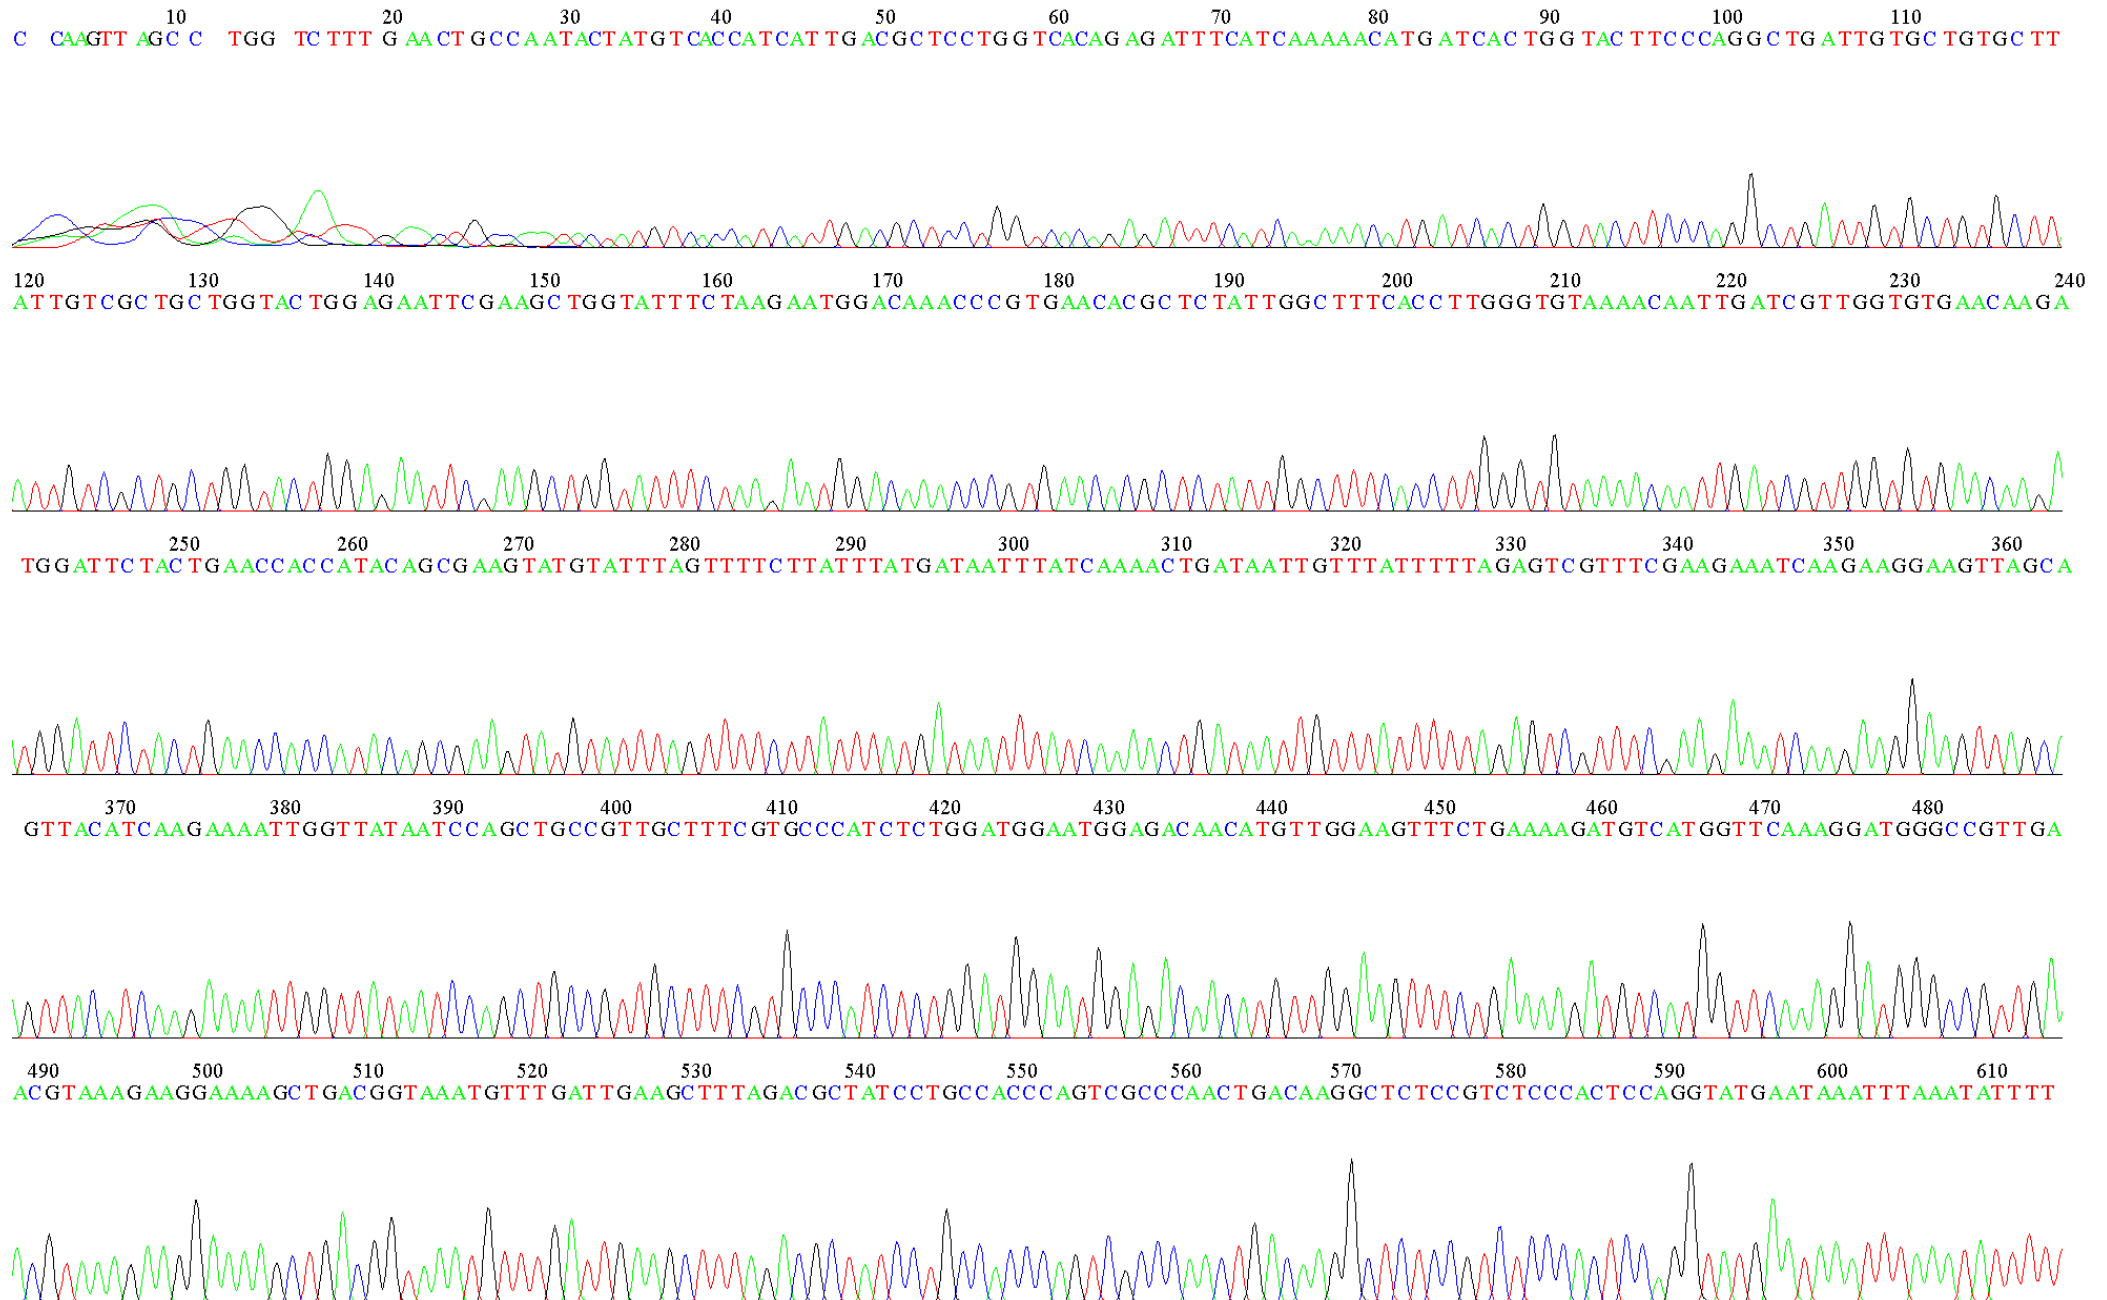 10 20 30 40 50 60 70 80 90 100 110
C CAAGTT AGC C TGG TC TTT G AACTGCCAATACTATGTCACCATCATTGACGCTCCTGGTCACAGAGATTTCATCAAAAACATGATCACTGGTACTTCCCAGGCTGATTGTGCTGTGCTT
120 130 140 150 160 170 180 190 200 210 220 230 240
ATTGTCGCTGCTGGTACTGGAGAATTCGAAGCTGGTATTTCTAAGAATGGACAAACCCGTGAACACGCTCTATTGGCTTTCACCTTGGGTGTAAAACAATTGATCGTTGGTGTGAACAAGA
250 260 270 280 290 300 310 320 330 340 350 360
TGGATTCTACTGAACCACCATACAGCGAAGTATGTATTTAGTTTTCTTATTTATGATAATTTATCAAAACTGATAATTGTTTATTTTTAGAGTCGTTTCGAAGAAATCAAGAAGGAAGTTAGCA
370 380 390 400 410 420 430 440 450 460 470 480
GTTACATCAAGAAAATTGGTTATAATCCAGCTGCCGTTGCTTTCGTGCCCATCTCTGGATGGAATGGAGACAACATGTTGGAAGTTTCTGAAAAGATGTCATGGTTCAAAGGATGGGCCGTTGA
490 500 510 520 530 540 550 560 570 580 590 600 610
ACGTAAAGAAGGAAAAGCTGACGGTAAATGTTTGATTGAAGCTTTAGACGCTATCCTGCCACCCAGTCGCCCAACTGACAAGGCTCTCCGTCTCCCACTCCAGGTATGAATAAATTTAAATATTTT